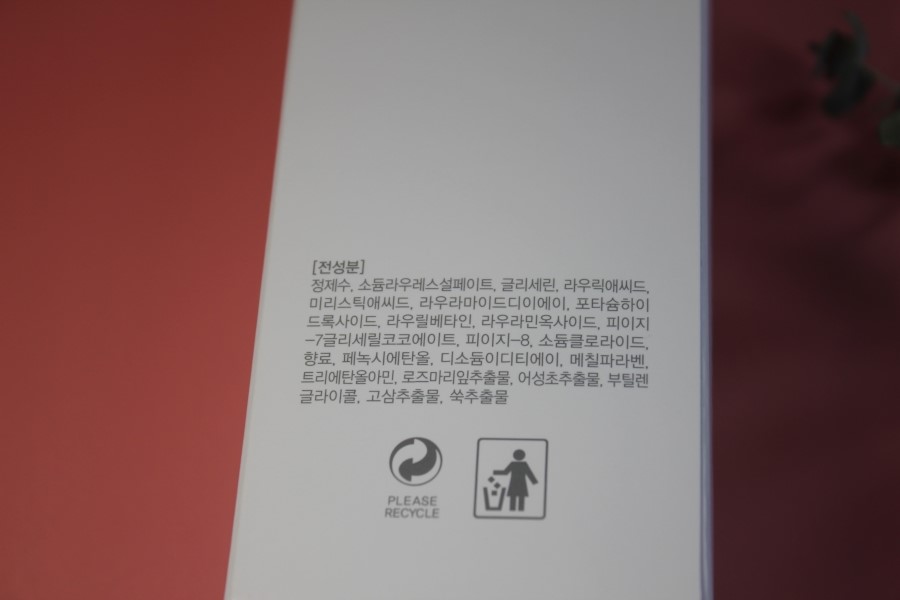 [전성분]
정제수, 소듐라우레스설페이트, 글리세린, 라우릭애씨드,
미리스틱애씨드, 라우라마이드디이에이, 포타슘하이
드록사이드, 라우릴베타인, 라우라민옥사이드, 피이지
-7글리세릴코코에이트, 피이지-8, 소듐클로라이드,
향료, 페녹시에탄올, 디소듐이디티에이, 메칠파라벤,
트리에탄올아민, 로즈마리잎추출물, 어성초추출물, 부틸렌
글라이콜, 고삼추출물, 쑥추출물
PLEASE
RECYCLE